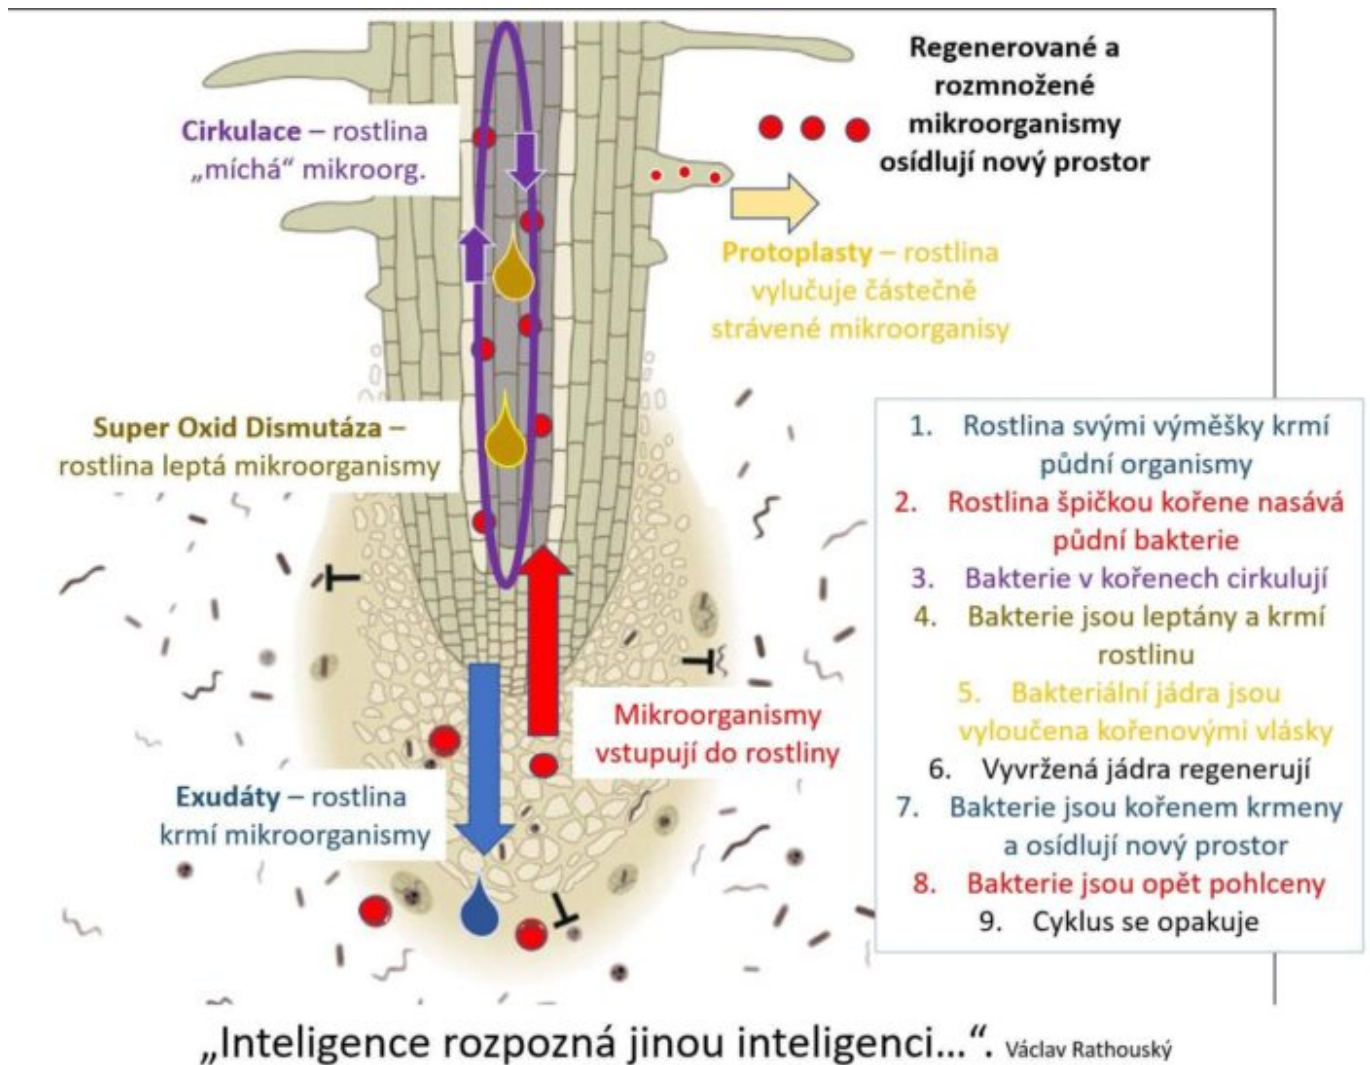 Regenerované a
rozmnožené
mikroorganismy
osídlují nový prostor
Cirkulace – rostlina
„míchá“ mikroorg.
Protoplasty – rostlina
vylučuje částečně
strávené mikroorganisy
Super Oxid Dismutáza –
rostlina leptá mikroorganismy
1. Rostlina svými výměšky krmí
půdní organismy
2. Rostlina špičkou kořene nasává
půdní bakterie
3. Bakterie v kořenech cirkulují
4. Bakterie jsou leptány a krmí
rostlinu
5. Bakteriální jádra jsou
vyloučena kořenovými vlásky
6. Vyvržená jádra regenerují
7. Bakterie jsou kořenem krmeny
a osídlují nový prostor
8. Bakterie jsou opět pohlceny
9. Cyklus se opakuje
Mikroorganismy
vstupují do rostliny
Exudáty – rostlina
krmí mikroorganismy
„Inteligence rozpozná jinou inteligenci...“. Václav Rathouský